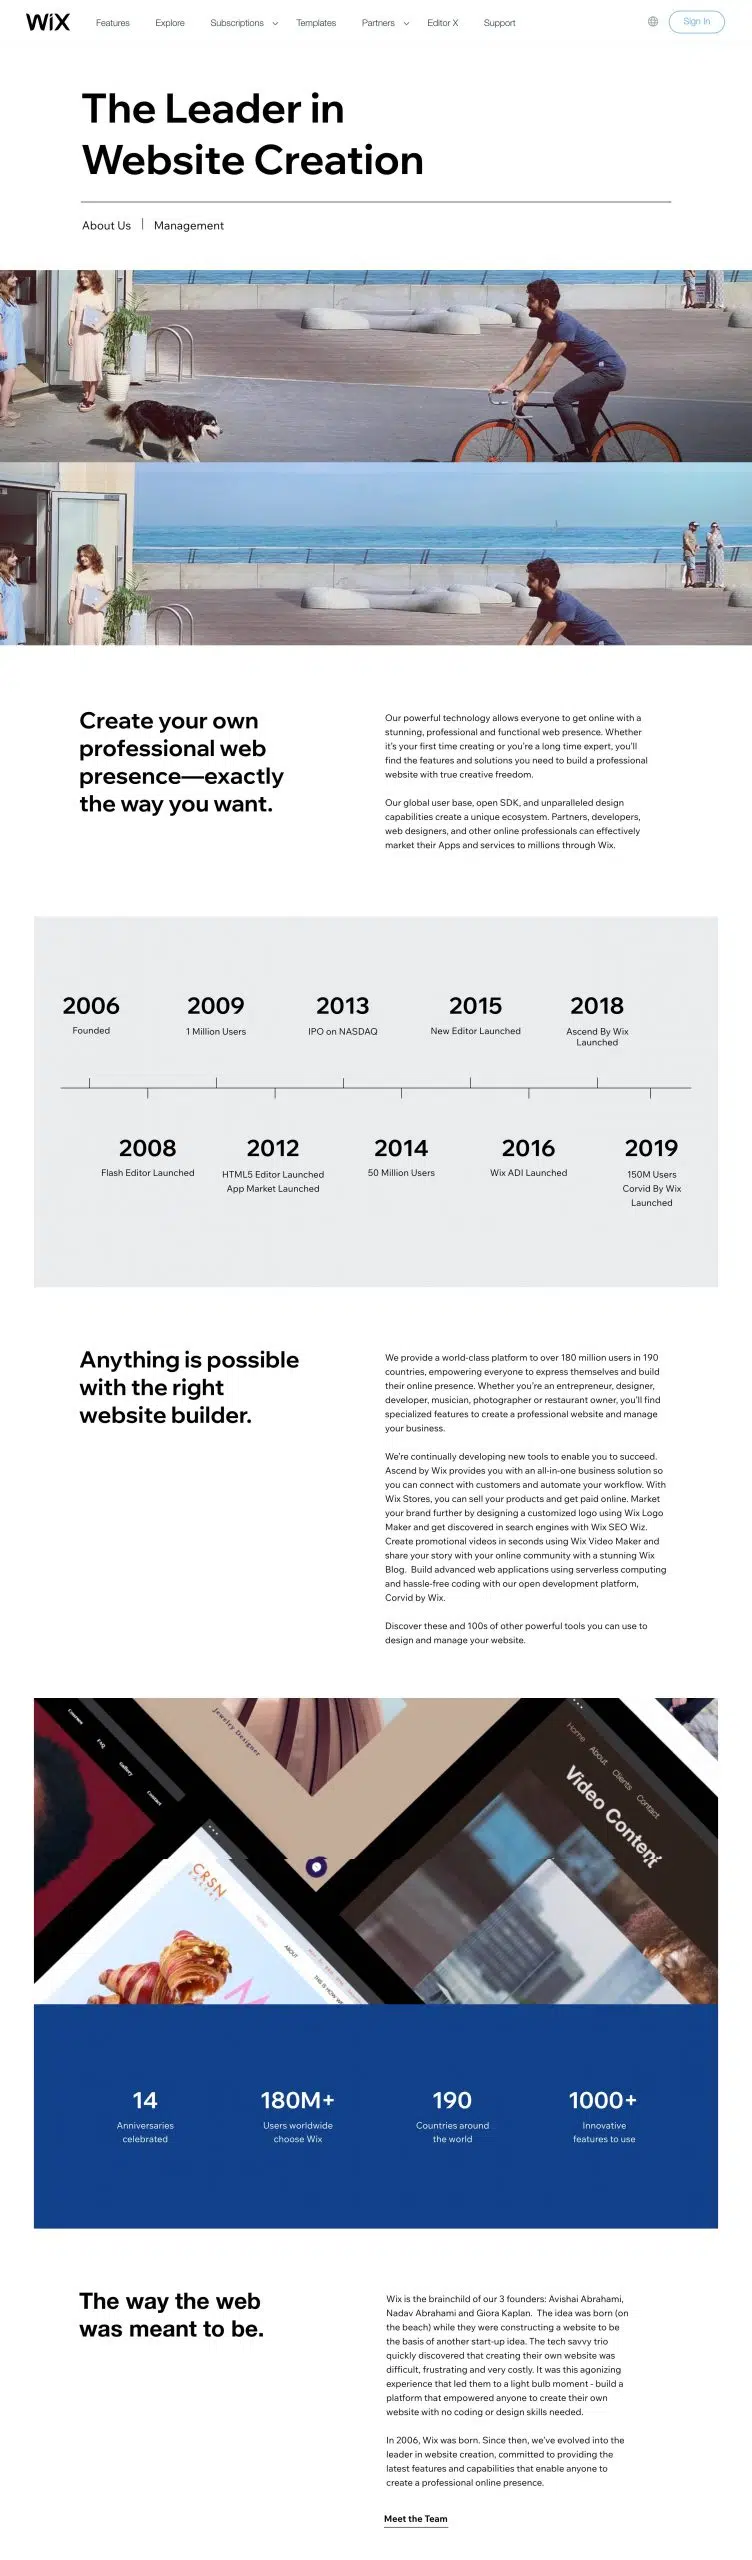 WiX
Features Explore Subscriptions Templates Partners Editor X Support
Sign In
The Leader in
Website Creation
About Us | Management
Create your own
professional web
presence—exactly
the way you want.
Our powerful technology allows everyone to get online with a
stunning, professional and functional web presence. Whether
it's your first time creating or you're a long time expert, you'll
find the features and solutions you need to build a professional
website with true creative freedom.
Our global user base, open SDK, and unparalleled design
capabilities create a unique ecosystem. Partners, developers,
web designers, and other online professionals can effectively
market their Apps and services to millions through Wix.
2006
Founded
2009
1 Million Users
2013
IPO on NASDAQ
2015
New Editor Launched
2018
Ascend By Wix
Launched
2008
Flash Editor Launched
2012
HTML5 Editor Launched
App Market Launched
2014
50 Million Users
2016
Wix ADI Launched
2019
150M Users
Corvid By Wix
Launched
Anything is possible
with the right
website builder.
We provide a world-class platform to over 180 million users in 190
countries, empowering everyone to express themselves and build
their online presence. Whether you're an entrepreneur, designer,
developer, musician, photographer or restaurant owner, you'll find
specialized features to create a professional website and manage
your business.
We're continually developing new tools to enable you to succeed.
Ascend by Wix provides you with an all-in-one business solution so
you can connect with customers and automate your workflow. With
Wix Stores, you can sell your products and get paid online. Market
your brand further by designing a customized logo using Wix Logo
Maker and get discovered in search engines with Wix SEO Wiz.
Create promotional videos in seconds using Wix Video Maker and
share your story with your online community with a stunning Wix
Blog. Build advanced web applications using serverless computing
and hassle-free coding with our open development platform,
Corvid by Wix.
Discover these and 100s of other powerful tools you can use to
design and manage your website.
FAQ
Gallery
Contact
Jewelry Designer
Home
About
Clients
Contact
Video Content
CRSN
BAKERY
ABOUT
180M+
14
Anniversaries
celebrated
180M+
Users worldwide
choose Wix
190
Countries around
the world
1000+
Innovative
features to use
The way the web
was meant to be.
Wix is the brainchild of our 3 founders: Avishai Abrahami,
Nadav Abrahami and Giora Kaplan. The idea was born (on
the beach) while they were constructing a website to be
the basis of another start-up idea. The tech savvy trio
quickly discovered that creating their own website was
difficult, frustrating and very costly. It was this agonizing
experience that led them to a light bulb moment - build a
platform that empowered anyone to create their own
website with no coding or design skills needed.
In 2006, Wix was born. Since then, we've evolved into the
leader in website creation, committed to providing the
latest features and capabilities that enable anyone to
create a professional online presence.
Meet the Team